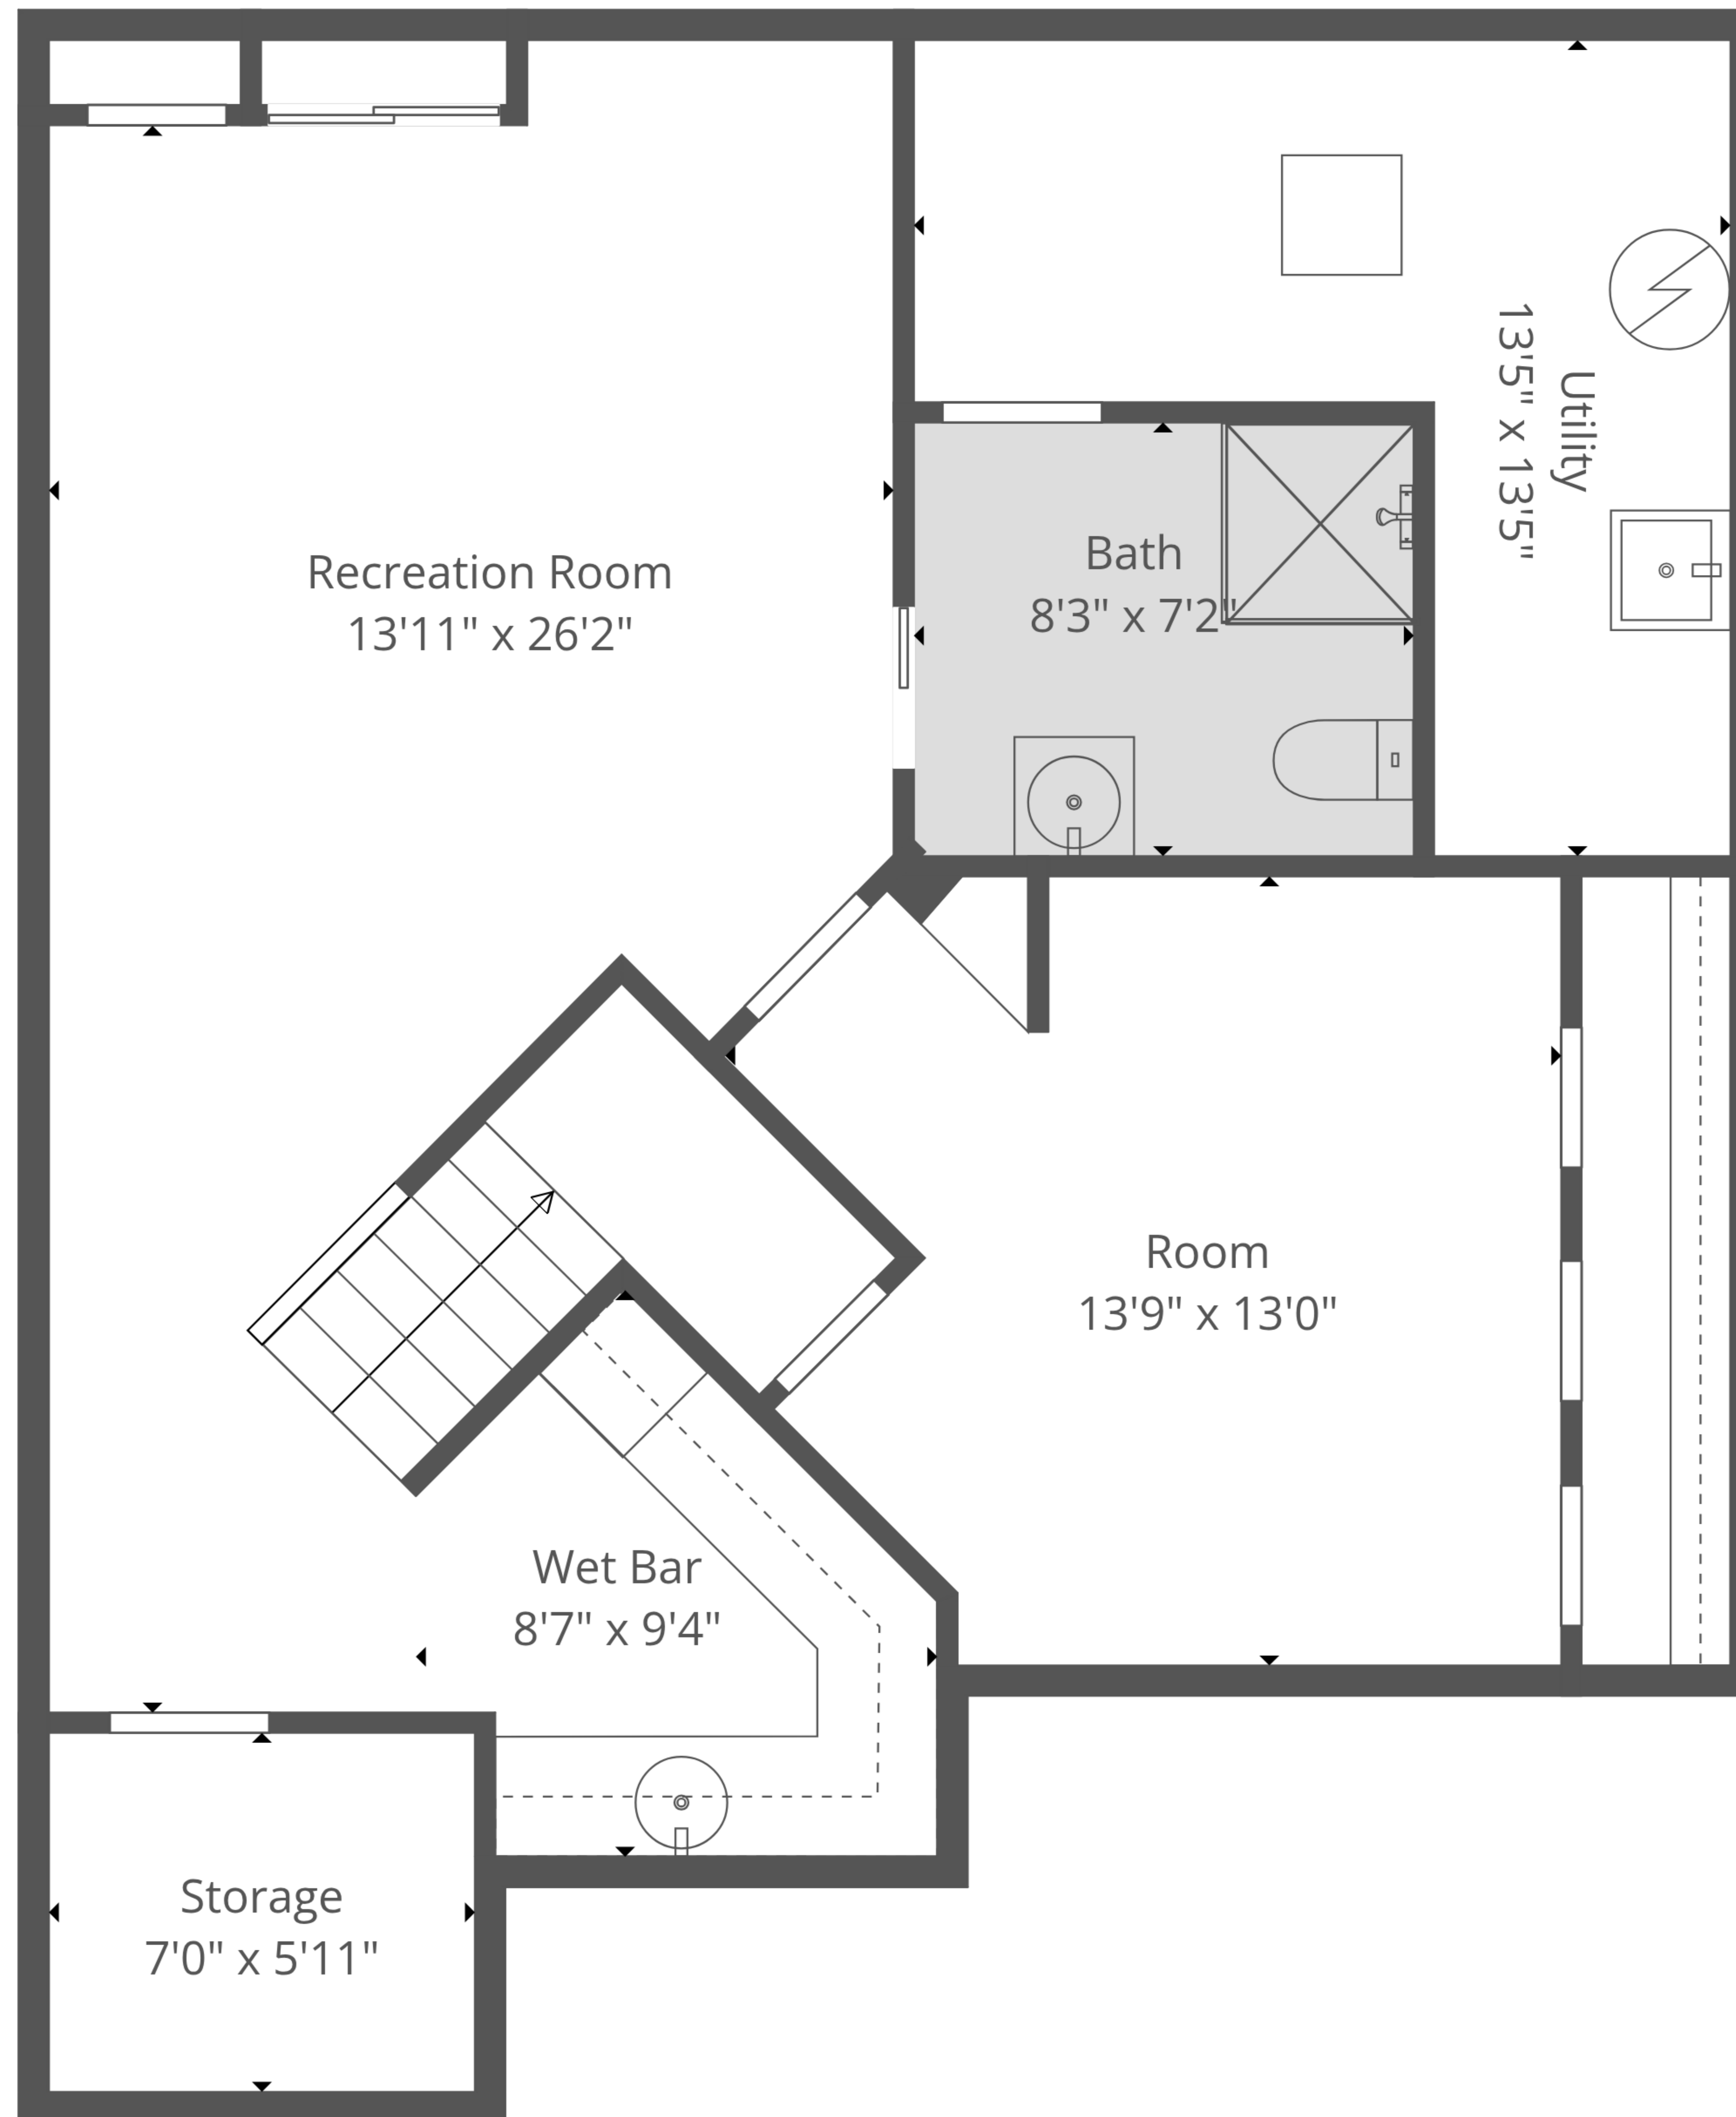 Utility
13'5" x 13'5"
Recreation Room
13'11" x 26'2"
Bath
8'3" x 7'2"
Room
13'9" x 13'0"
Wet Bar
8'7" x 9'4"
Storage
7'0" x 5'11"